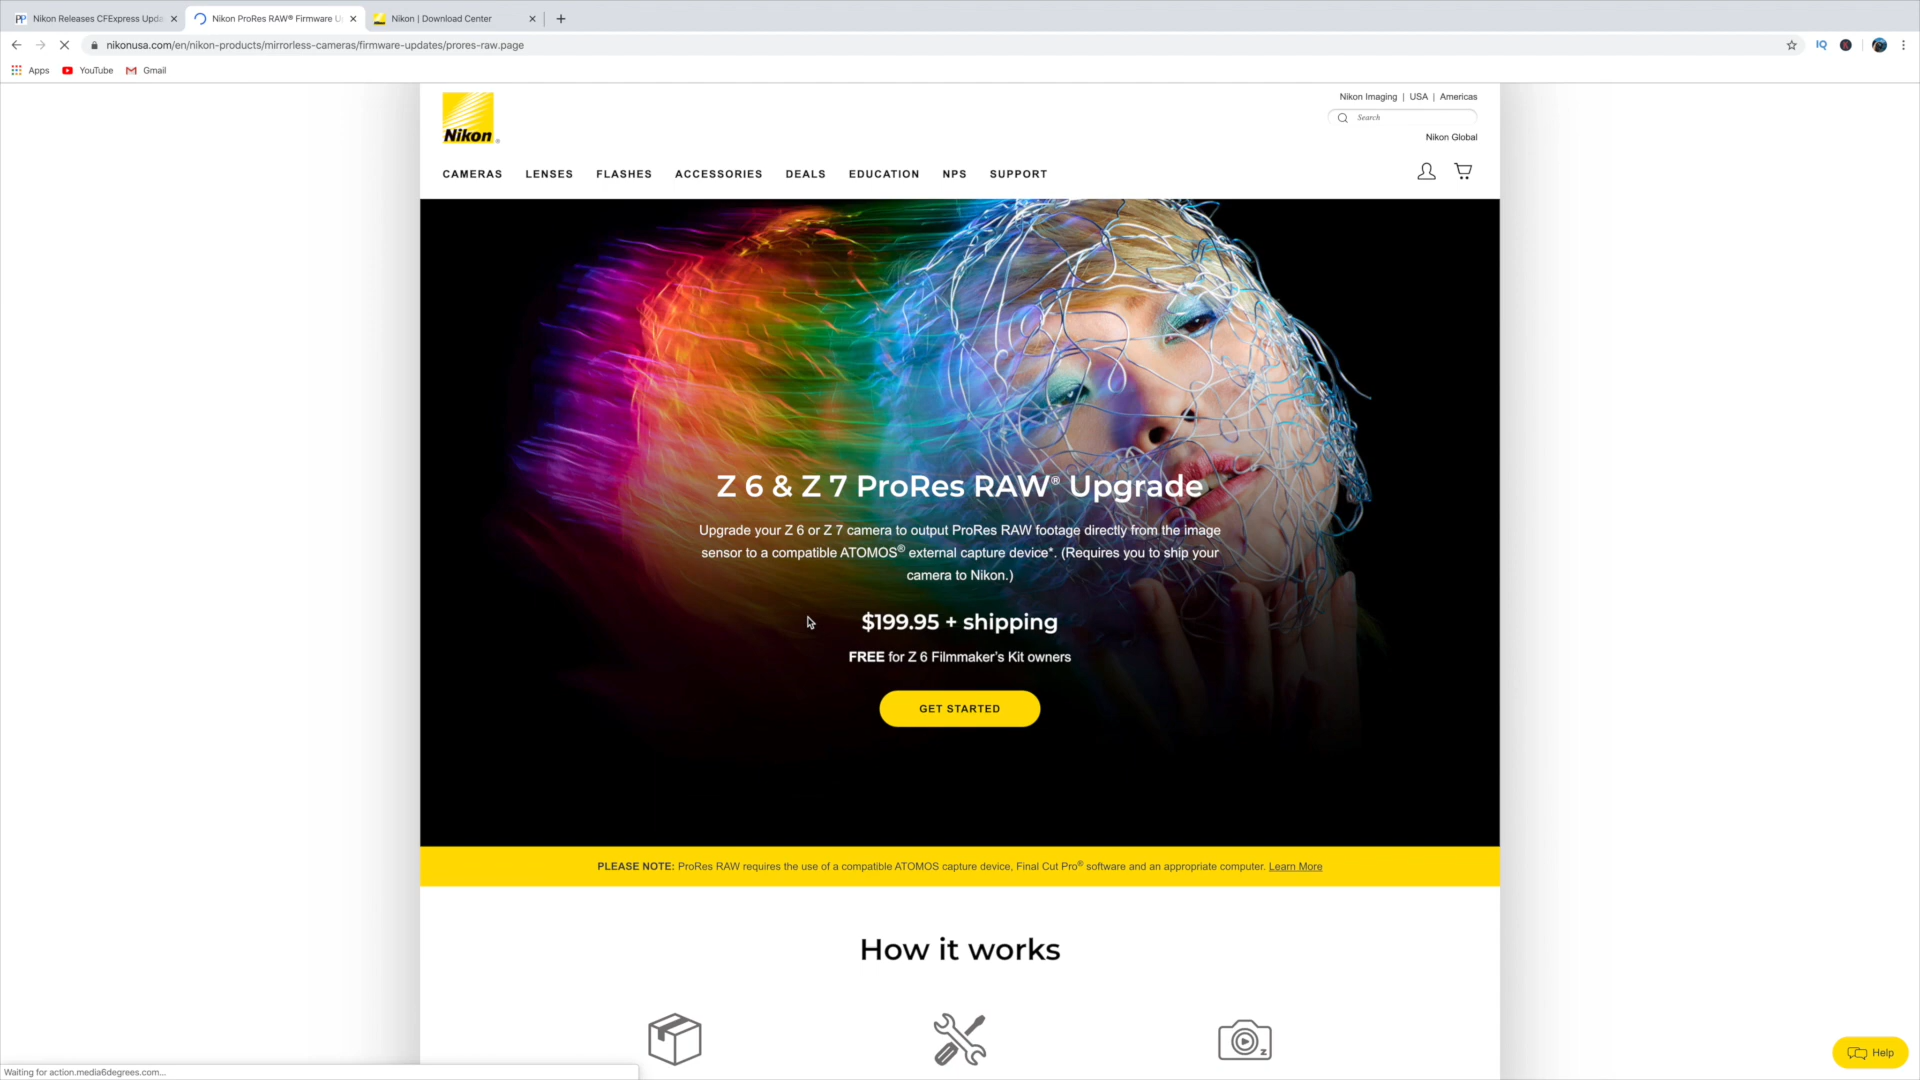 Nikon Releases CFExpress Upda
Nikon ProRes RAW® Firmware U
Nikon | Download Center
nikonusa.com/en/nikon-products/mirrorless-cameras/firmware-updates/prores-raw.page
IQ
Apps YouTube Gmail
Nikon
Nikon Imaging | USA | Americas
Search
Nikon Global
CAMERAS LENSES FLASHES ACCESSORIES DEALS EDUCATION NPS SUPPORT
Z 6 & Z 7 ProRes RAW® Upgrade
Upgrade your Z 6 or Z 7 camera to output ProRes RAW footage directly from the image
sensor to a compatible ATOMOS® external capture device*. (Requires you to ship your
camera to Nikon.)
$199.95 + shipping
FREE for Z 6 Filmmaker’s Kit owners
GET STARTED
PLEASE NOTE: ProRes RAW requires the use of a compatible ATOMOS capture device, Final Cut Pro® software and an appropriate computer. Learn More
How it works
Help
Waiting for action.media6degrees.com...